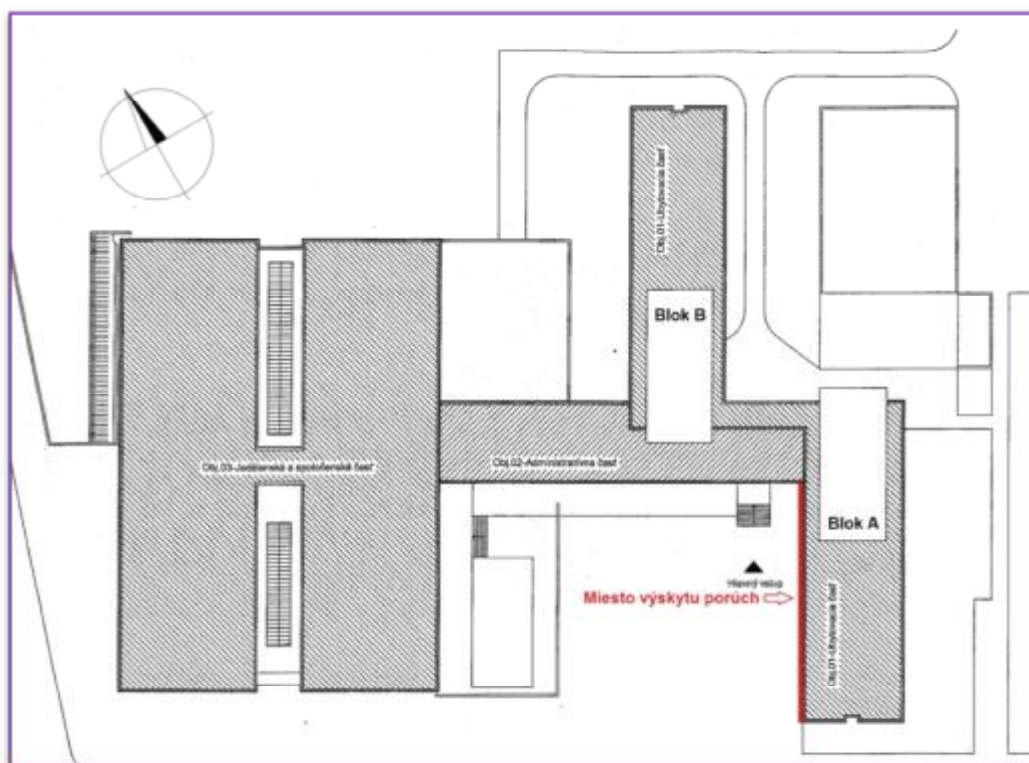 Obj.01-Ubytovacia časť
Blok B
Obj.03-Jedálenská a spoločenská časť
Obj.02-Administratívna časť
Blok A
Hlavný vstup
Miesto výskytu porúch
Obj.01-Ubytovacia časť